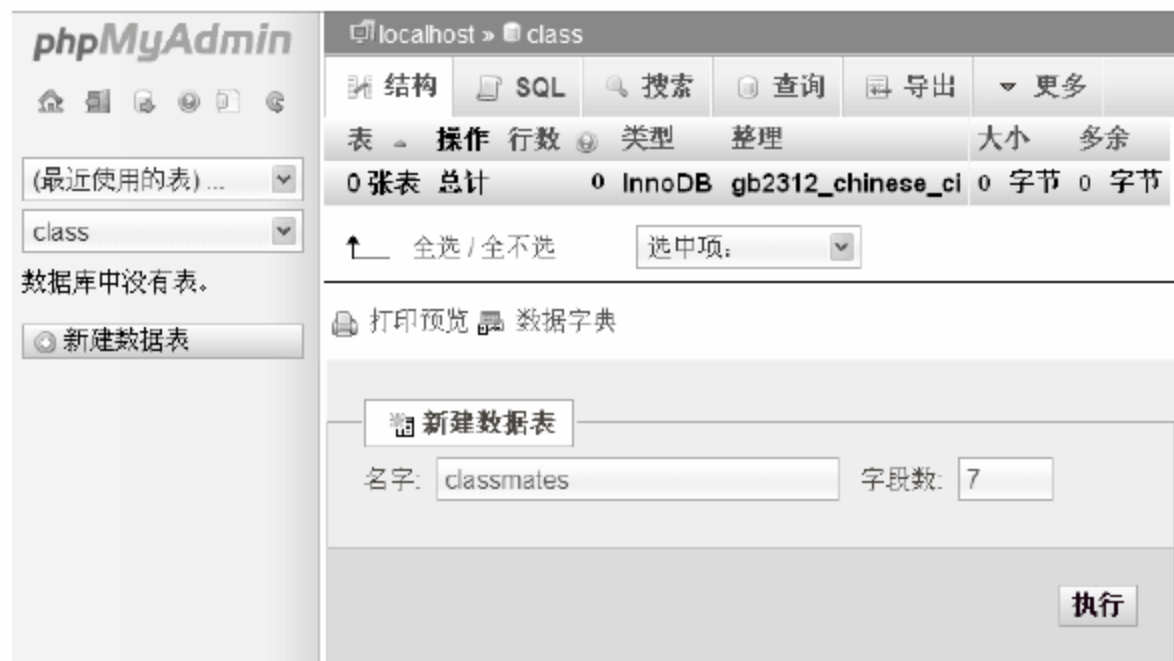 phpMyAdmin
(最近使用的表) ...
class
数据库中没有表。
新建数据表
localhost » class
结构 SQL 搜索 查询 导出 更多
表 操作 行数 类型 整理 大小 多余
0 张表 总计 0 InnoDB gb2312_chinese_ci 0 字节 0 字节
全选 / 全不选 选中项:
打印预览 数据字典
新建数据表
名字: classmates 字段数: 7
执行